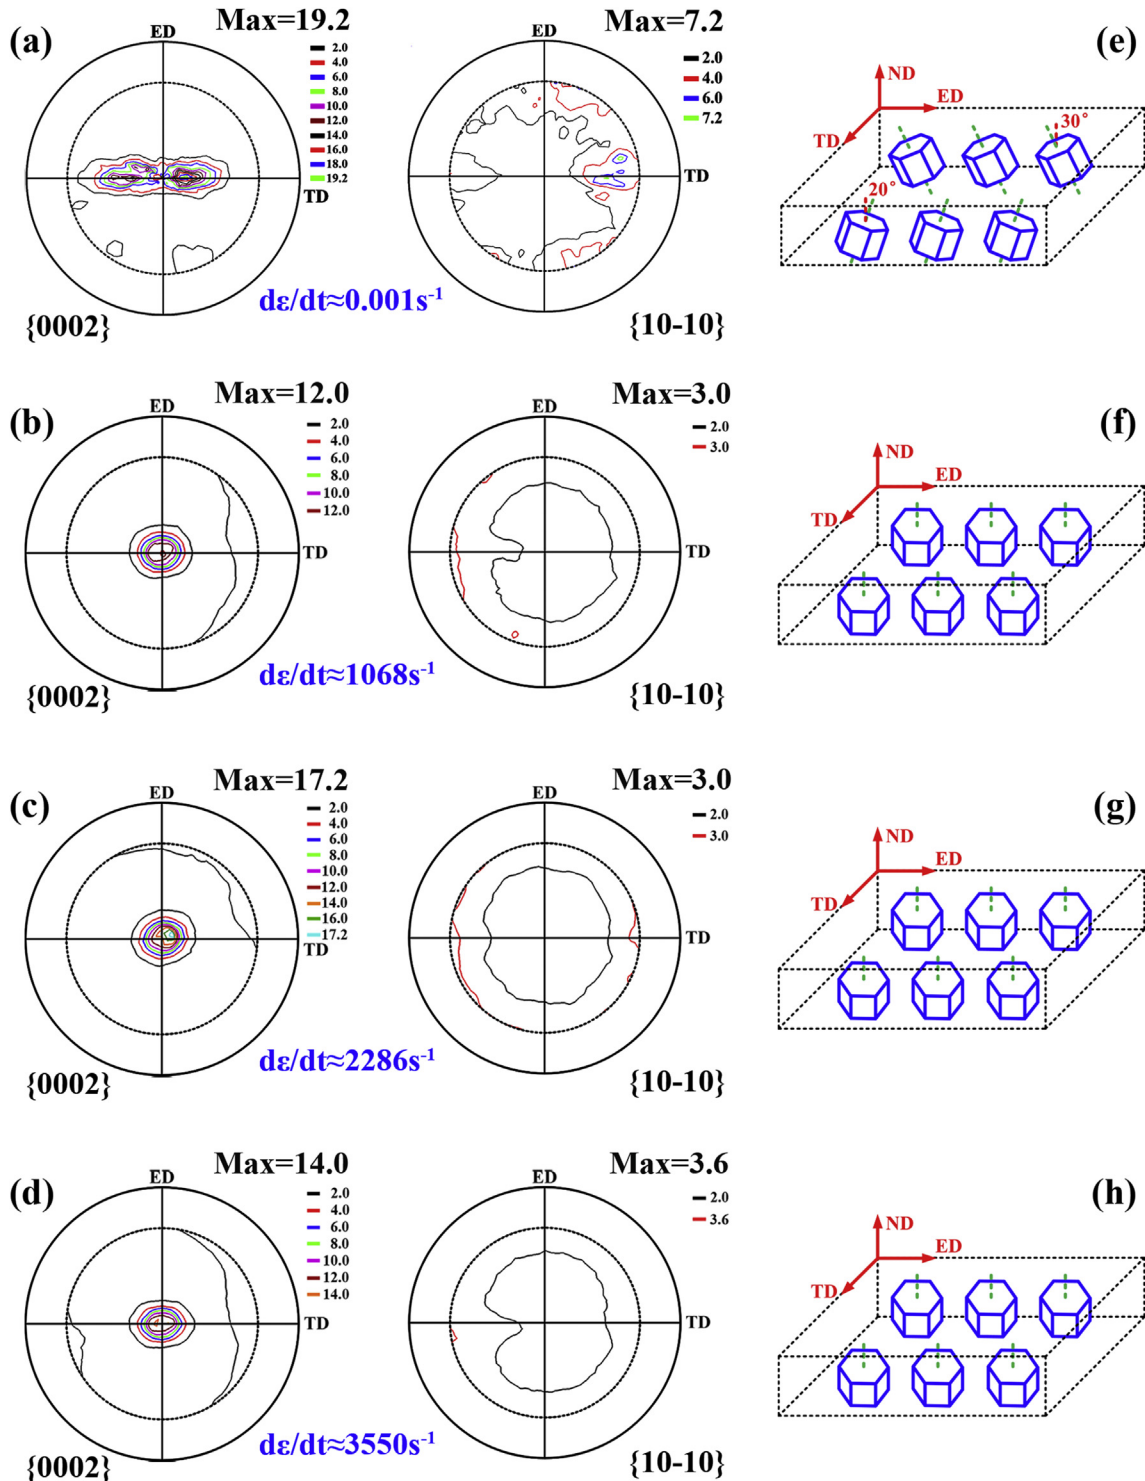 (a)
ED
Max=19.2
2.0
4.0
6.0
8.0
10.0
12.0
14.0
16.0
18.0
19.2
TD
{0002}
dε/dt≈0.001s⁻¹
Max=7.2
ED
2.0
4.0
6.0
7.2
TD
{10-10}
(e)
ND
ED
TD
30°
20°
(b)
Max=12.0
ED
2.0
4.0
6.0
8.0
10.0
12.0
TD
{0002}
dε/dt≈1068s⁻¹
Max=3.0
ED
2.0
3.0
TD
{10-10}
(f)
ND
ED
TD
(c)
Max=17.2
ED
2.0
4.0
6.0
8.0
10.0
12.0
14.0
16.0
17.2
TD
{0002}
dε/dt≈2286s⁻¹
Max=3.0
ED
2.0
3.0
TD
{10-10}
(g)
ND
ED
TD
(d)
Max=14.0
ED
2.0
4.0
6.0
8.0
10.0
12.0
14.0
TD
{0002}
dε/dt≈3550s⁻¹
Max=3.6
ED
2.0
3.6
TD
{10-10}
(h)
ND
ED
TD